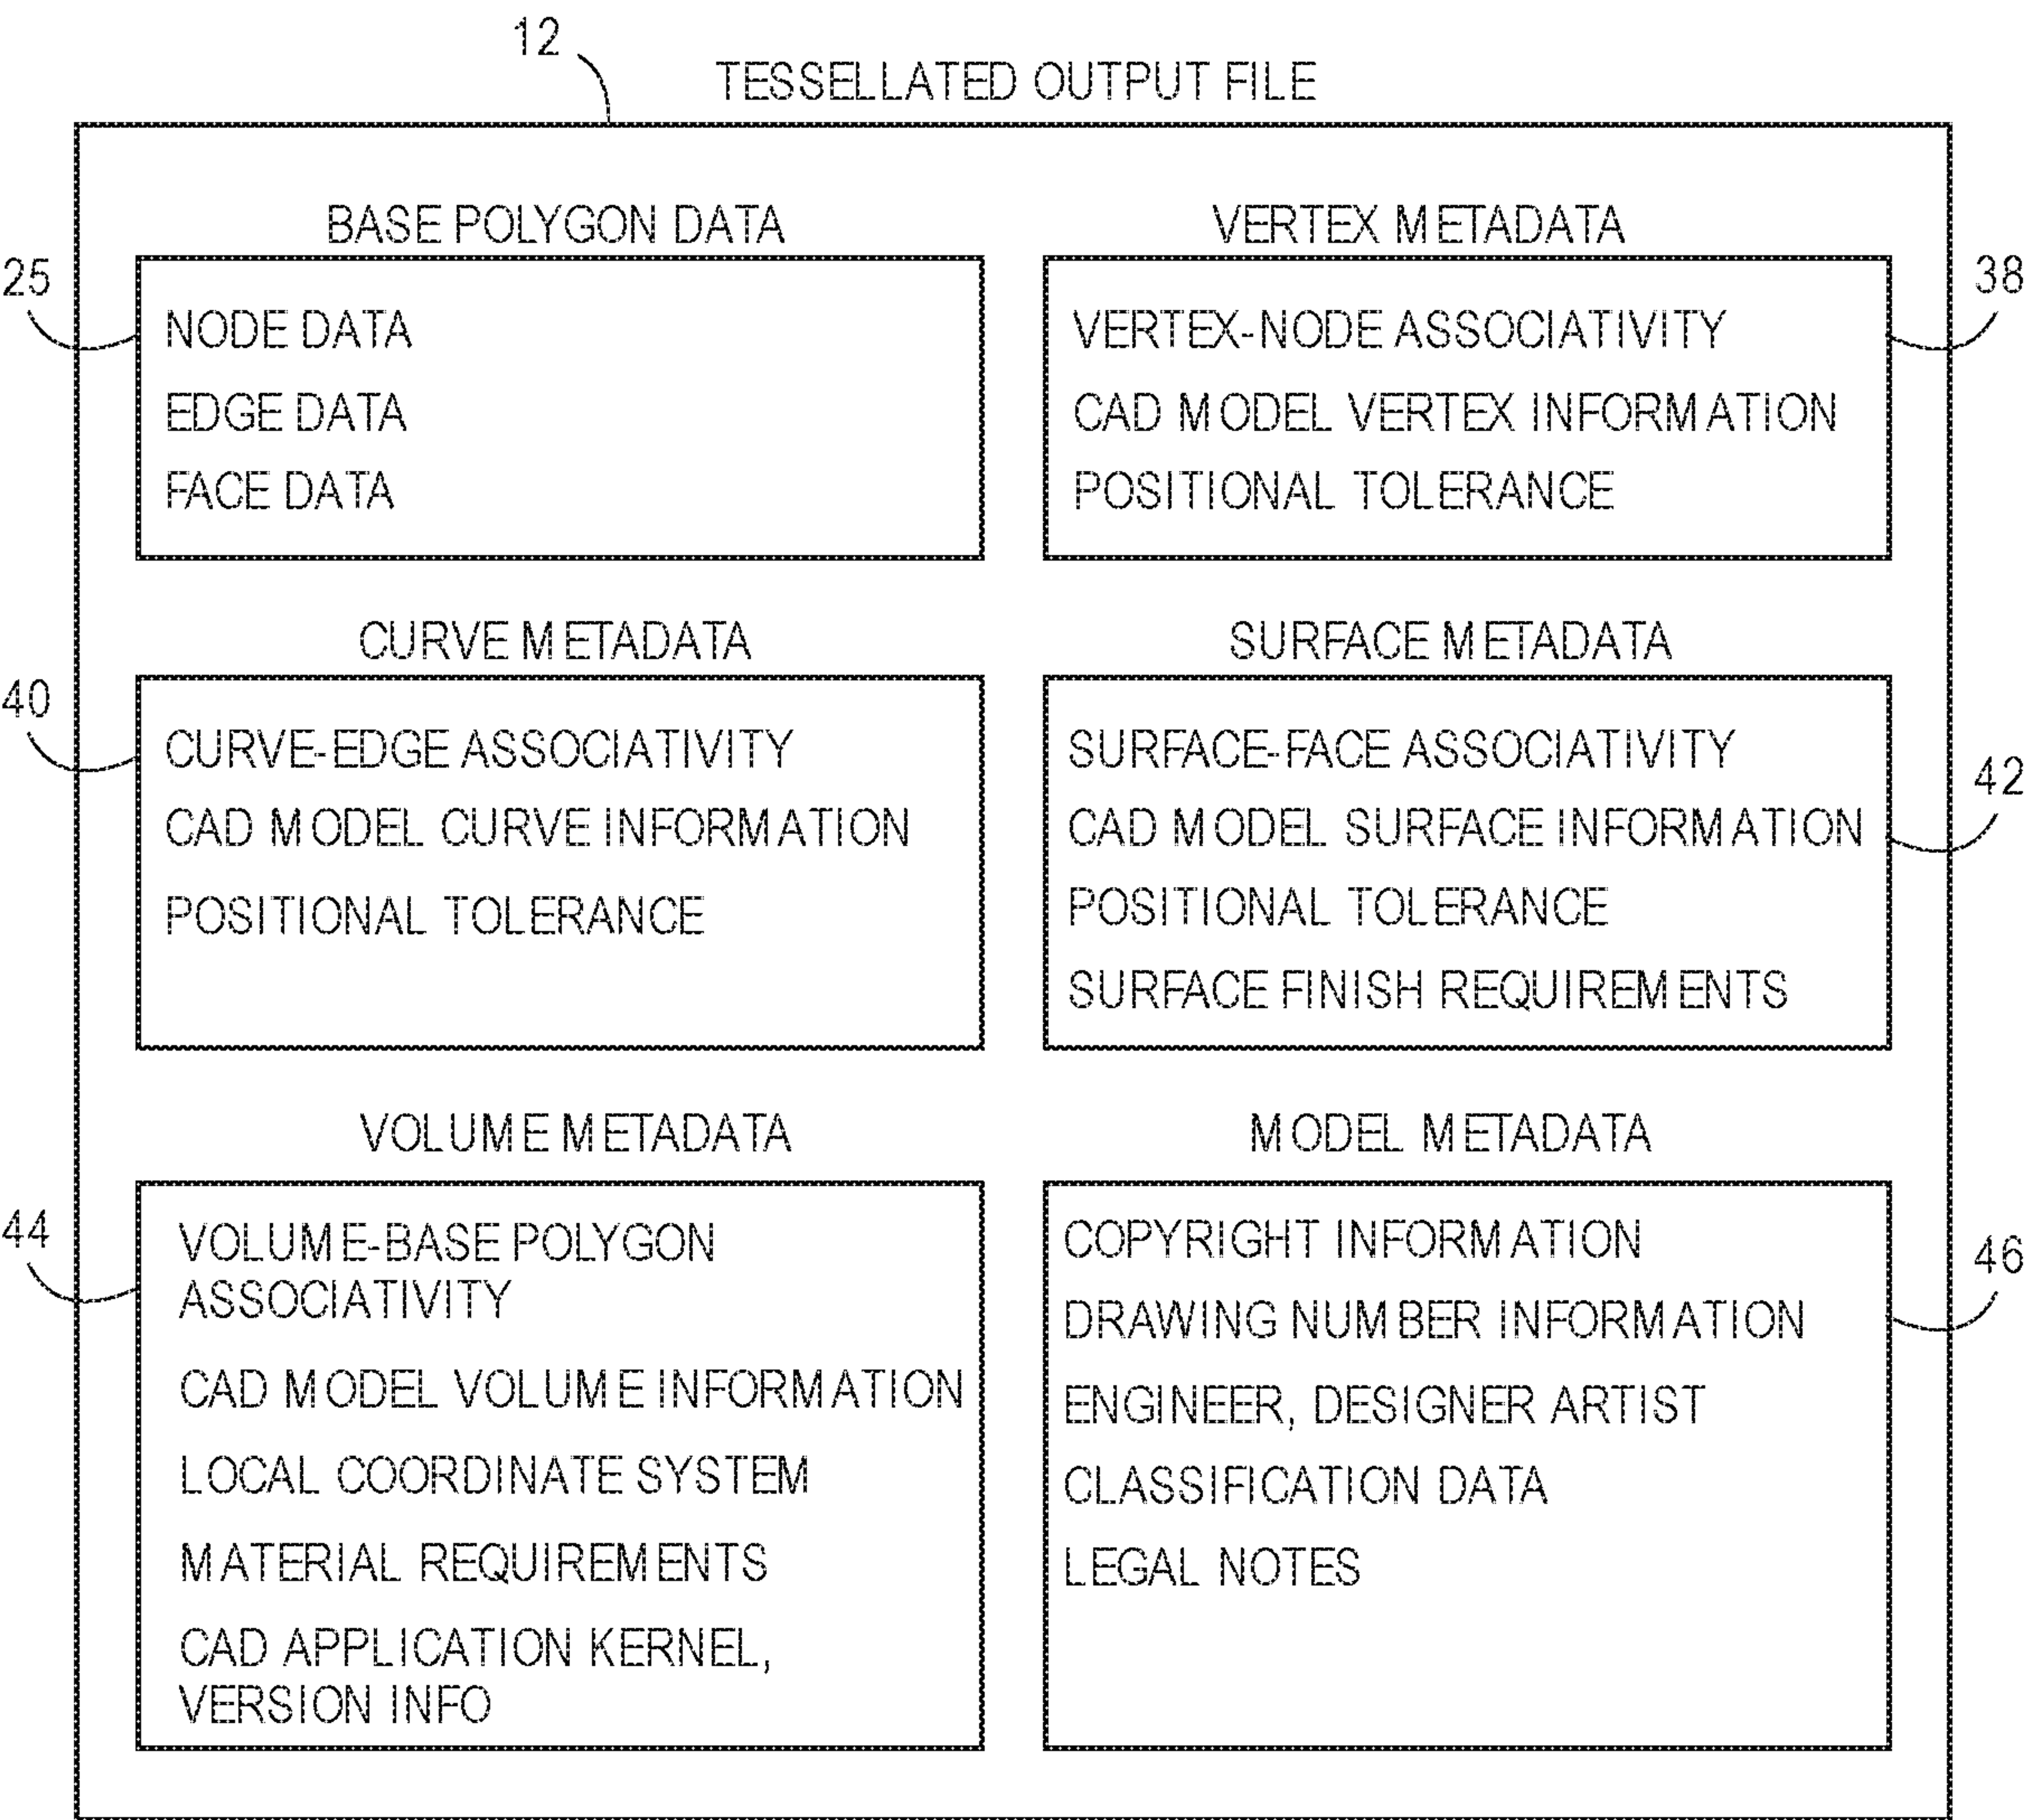 12
TESSELLATED OUTPUT FILE
BASE POLYGON DATA
25
NODE DATA
EDGE DATA
FACE DATA
VERTEX METADATA
38
VERTEX-NODE ASSOCIATIVITY
CAD MODEL VERTEX INFORMATION
POSITIONAL TOLERANCE
CURVE METADATA
40
CURVE-EDGE ASSOCIATIVITY
CAD MODEL CURVE INFORMATION
POSITIONAL TOLERANCE
SURFACE METADATA
SURFACE-FACE ASSOCIATIVITY
42
CAD MODEL SURFACE INFORMATION
POSITIONAL TOLERANCE
SURFACE FINISH REQUIREMENTS
VOLUME METADATA
44
VOLUME-BASE POLYGON
ASSOCIATIVITY
CAD MODEL VOLUME INFORMATION
LOCAL COORDINATE SYSTEM
MATERIAL REQUIREMENTS
CAD APPLICATION KERNEL,
VERSION INFO
MODEL METADATA
COPYRIGHT INFORMATION
46
DRAWING NUMBER INFORMATION
ENGINEER, DESIGNER ARTIST
CLASSIFICATION DATA
LEGAL NOTES